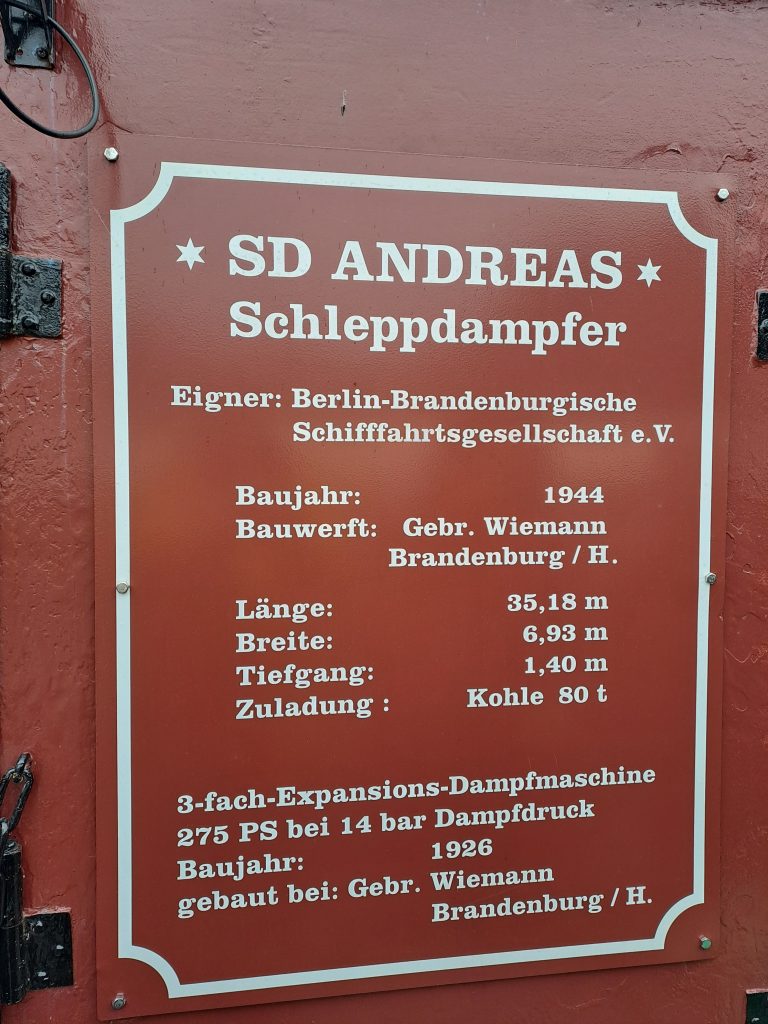 SD ANDREAS
Schleppdampfer
Eigner: Berlin-Brandenburgische
Schifffahrtsgesellschaft e.V.
Baujahr: 1944
Bauwerft: Gebr. Wiemann
Brandenburg / H.
Länge: 35,18 m
Breite: 6,93 m
Tiefgang: 1,40 m
Zuladung : Kohle 80 t
3-fach-Expansions-Dampfmaschine
275 PS bei 14 bar Dampfdruck
Baujahr: 1926
gebaut bei: Gebr. Wiemann
Brandenburg / H.